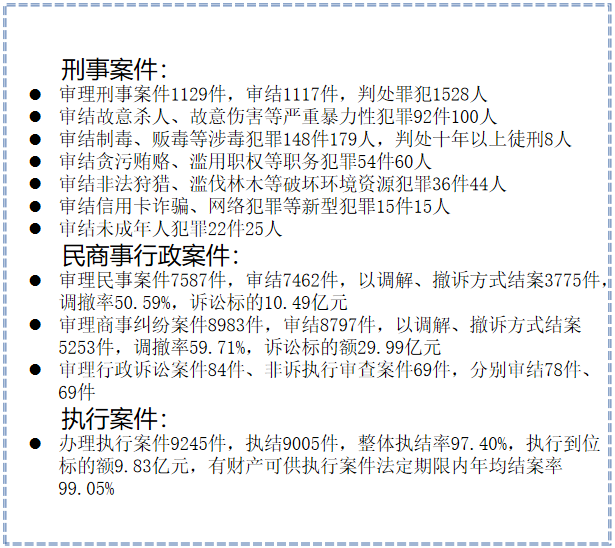 刑事案件：
● 审理刑事案件1129件，审结1117件，判处罪犯1528人
● 审结故意杀人、故意伤害等严重暴力性犯罪92件100人
● 审结制毒、贩毒等涉毒犯罪148件179人，判处十年以上徒刑8人
● 审结贪污贿赂、滥用职权等职务犯罪54件60人
● 审结非法狩猎、滥伐林木等破坏环境资源犯罪36件44人
● 审结信用卡诈骗、网络犯罪等新型犯罪15件15人
● 审结未成年人犯罪22件25人
民商事行政案件：
● 审理民事案件7587件，审结7462件，以调解、撤诉方式结案3775件，
调撤率50.59%，诉讼标的10.49亿元
● 审理商事纠纷案件8983件，审结8797件，以调解、撤诉方式结案
5253件，调撤率59.71%，诉讼标的额29.99亿元
● 审理行政诉讼案件84件、非诉执行审查案件69件，分别审结78件、
69件
执行案件：
● 办理执行案件9245件，执结9005件，整体执结率97.40%，执行到位
标的额9.83亿元，有财产可供执行案件法定期限内年均结案率
99.05%